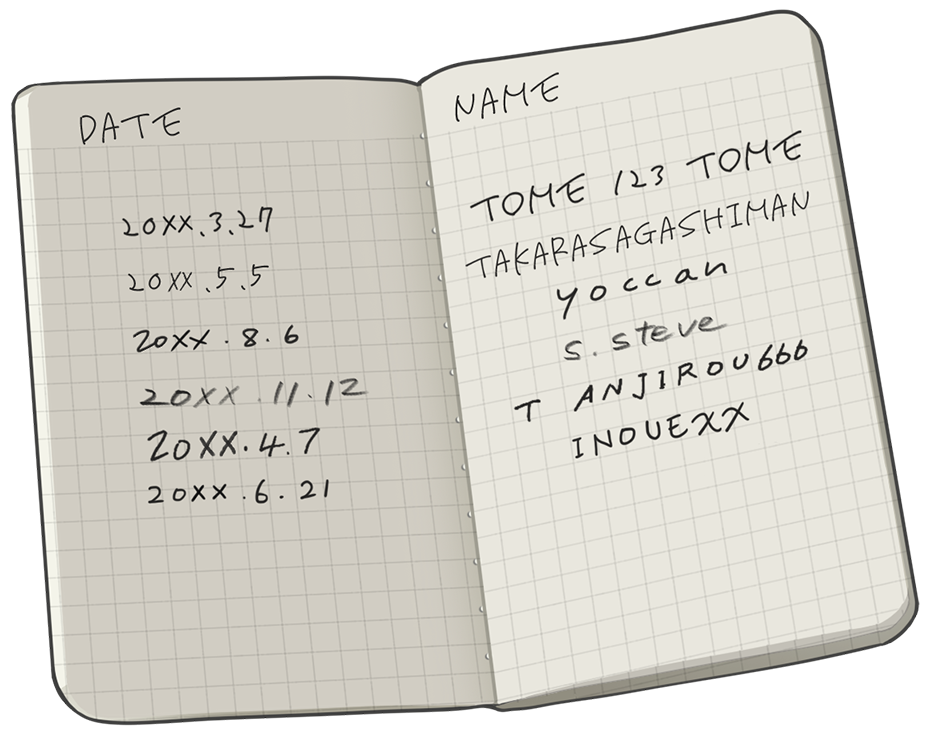 DATE
20XX.3.27
20XX.5.5
20XX.8.6
20XX.11.12
20XX.4.7
20XX.6.21
NAME
TOME 123 TOME
TAKARASAGASHIMAN
yoccan
s.steve
T ANJIROU666
INOUEXX